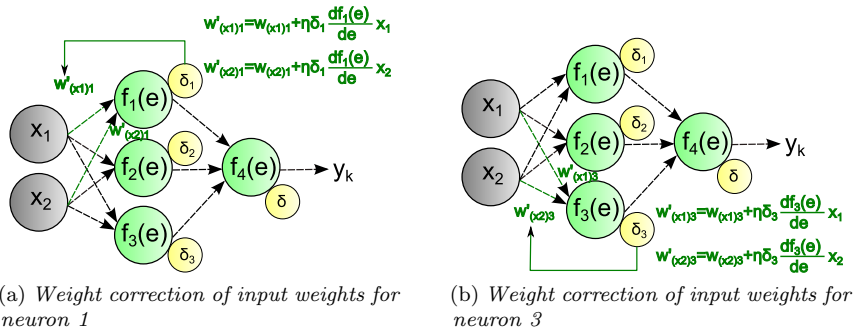 w'(x1)1=w(x1)1+ηδ1 df1(e)/de x1
w'(x2)1=w(x2)1+ηδ1 df1(e)/de x2
w'(x1)1
δ1
f1(e)
x1
w'(x2)1
δ2
f2(e)
f4(e)
yk
x2
δ
f3(e)
δ3
(a) Weight correction of input weights for
neuron 1
δ1
f1(e)
x1
δ2
f2(e)
f4(e)
yk
x2
w'(x1)3
δ
w'(x2)3
f3(e)
δ3
w'(x1)3=w(x1)3+ηδ3 df3(e)/de x1
w'(x2)3=w(x2)3+ηδ3 df3(e)/de x2
(b) Weight correction of input weights for
neuron 3